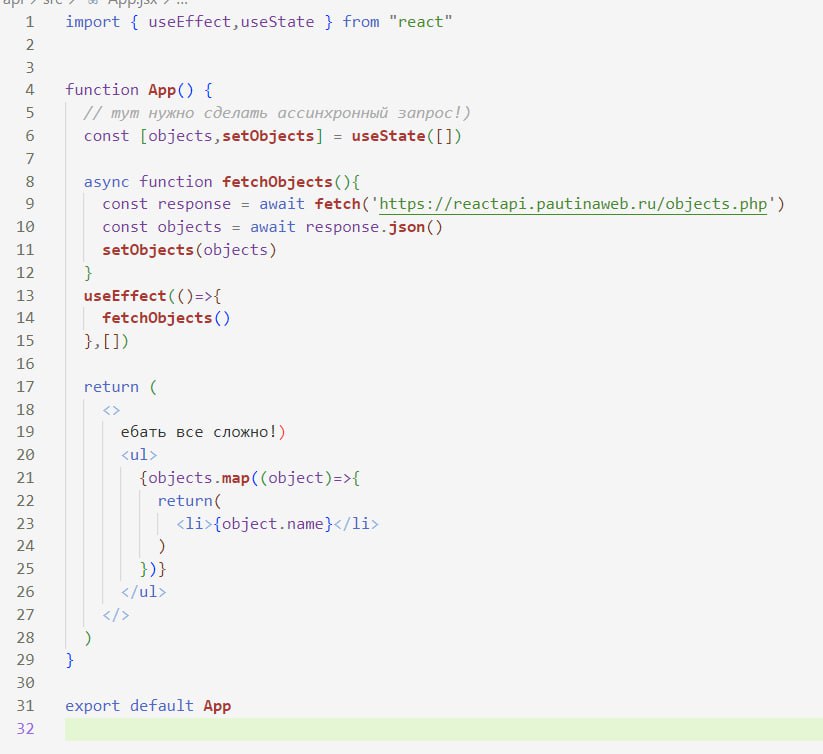 api > src > App.jsx > ...
1 import { useEffect,useState } from "react"
2
3
4 function App() {
5 // тут нужно сделать ассинхронный запрос!)
6 const [objects,setObjects] = useState([])
7
8 async function fetchObjects(){
9 const response = await fetch('https://reactapi.pautinaweb.ru/objects.php')
10 const objects = await response.json()
11 setObjects(objects)
12 }
13 useEffect(()=>{
14 fetchObjects()
15 },[])
16
17 return (
18 <>
19 ебать все сложно!)
20 <ul>
21 {objects.map((object)=>{
22 return(
23 <li>{object.name}</li>
24 )
25 })}
26 </ul>
27 </>
28 )
29 }
30
31 export default App
32